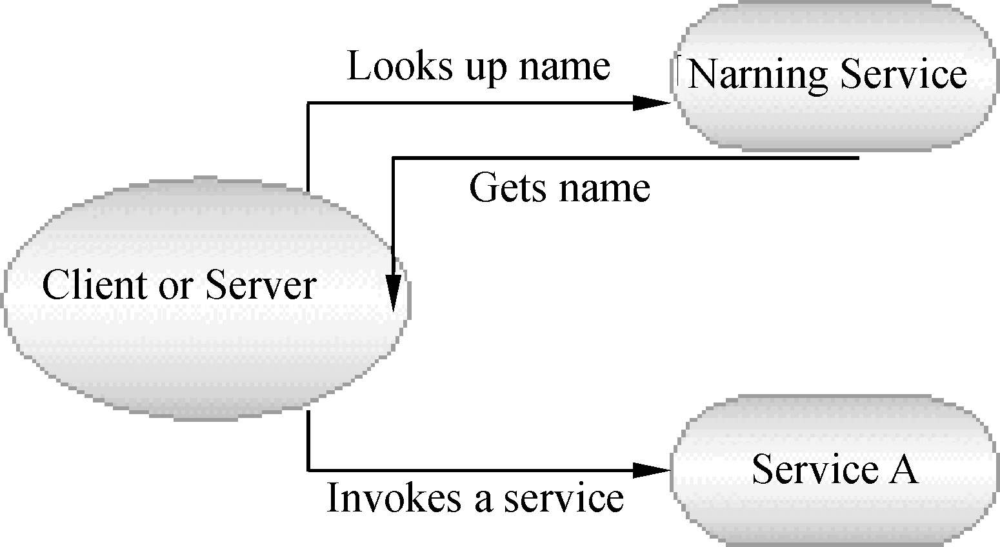 Looks up name
Narning Service
Gets name
Client or Server
Service A
Invokes a service